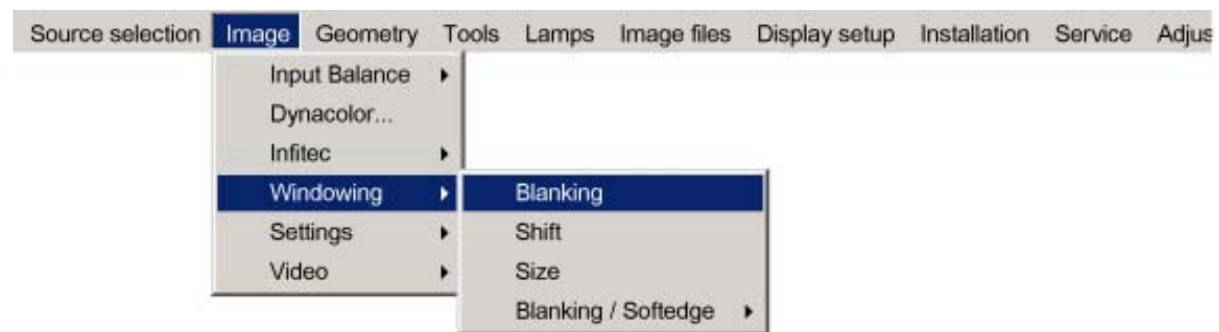 Source selection Image Geometry Tools Lamps Image files Display setup Installation Service Adjus
Input Balance
Dynacolor...
Infitec
Windowing Blanking
Settings Shift
Video Size
Blanking / Softedge